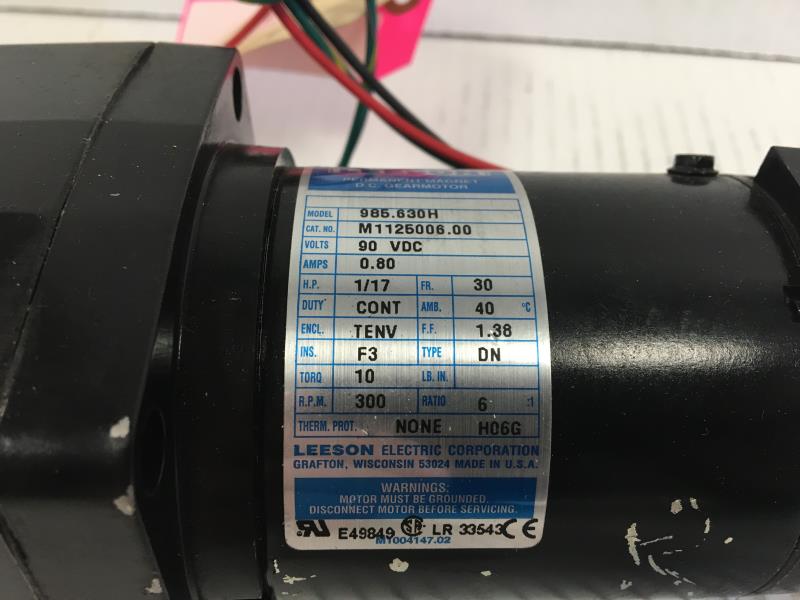 PERMANENT MAGNET
D.C. GEARMOTOR
MODEL 985.630H
CAT. NO. M1125006.00
VOLTS 90 VDC
AMPS 0.80
H.P. 1/17 FR. 30
DUTY CONT AMB. 40 °C
ENCL. TENV F.F. 1.38
INS. F3 TYPE DN
TORQ 10 LB. IN.
R.P.M. 300 RATIO 6 :1
THERM. PROT. NONE H06G
LEESON ELECTRIC CORPORATION
GRAFTON, WISCONSIN 53024 MADE IN U.S.A.
WARNINGS:
MOTOR MUST BE GROUNDED.
DISCONNECT MOTOR BEFORE SERVICING.
E49849 LR 33543 CE
M1004147.02